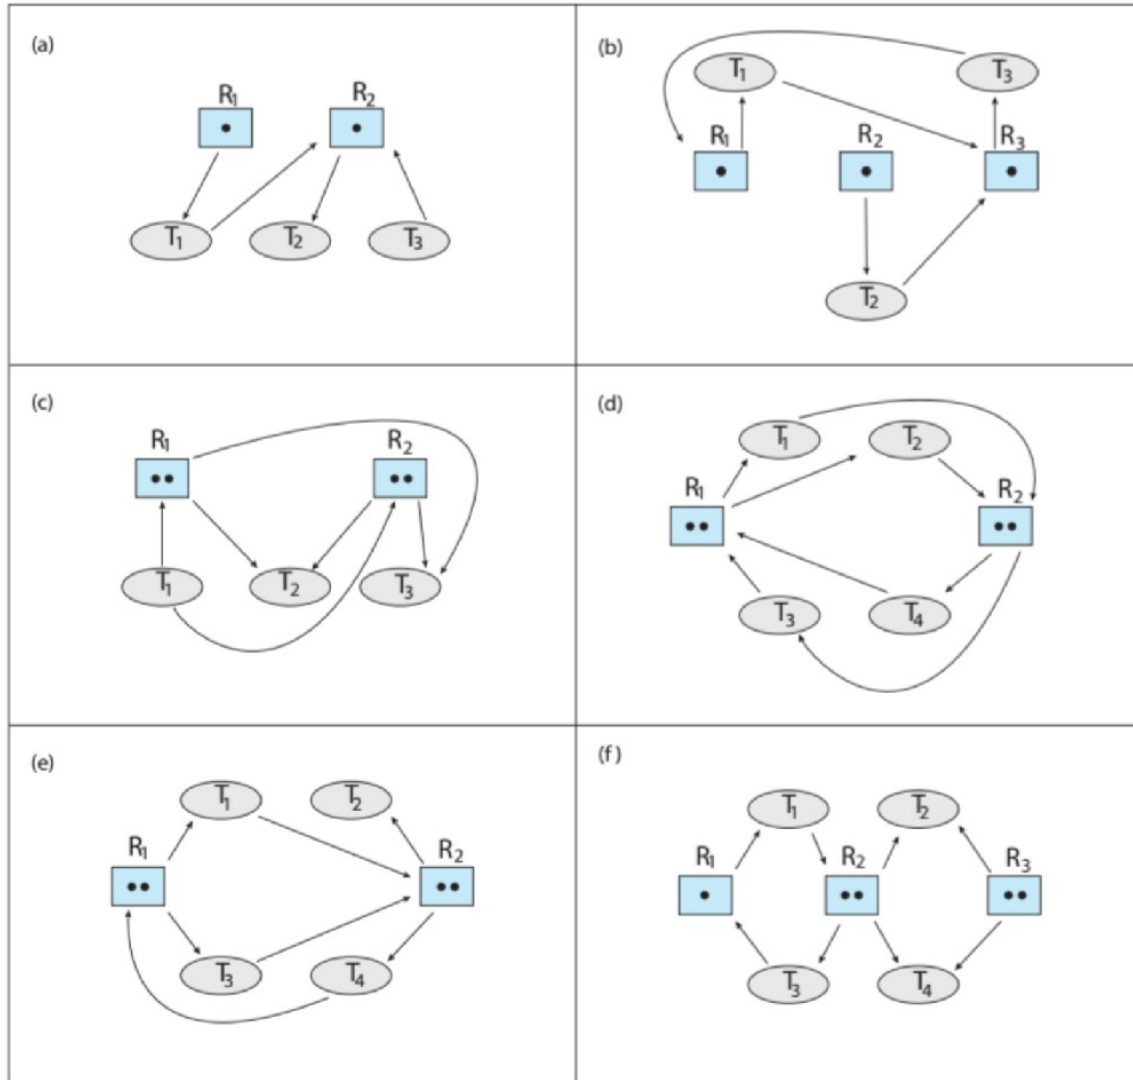 (a)
R1 R2
T1 T2 T3
(b)
T1 T3
R1 R2 R3
T2
(c)
R1 R2
T1 T2 T3
(d)
T1 T2
R1 R2
T3 T4
(e)
T1 T2
R1 R2
T3 T4
(f)
T1 T2
R1 R2 R3
T3 T4